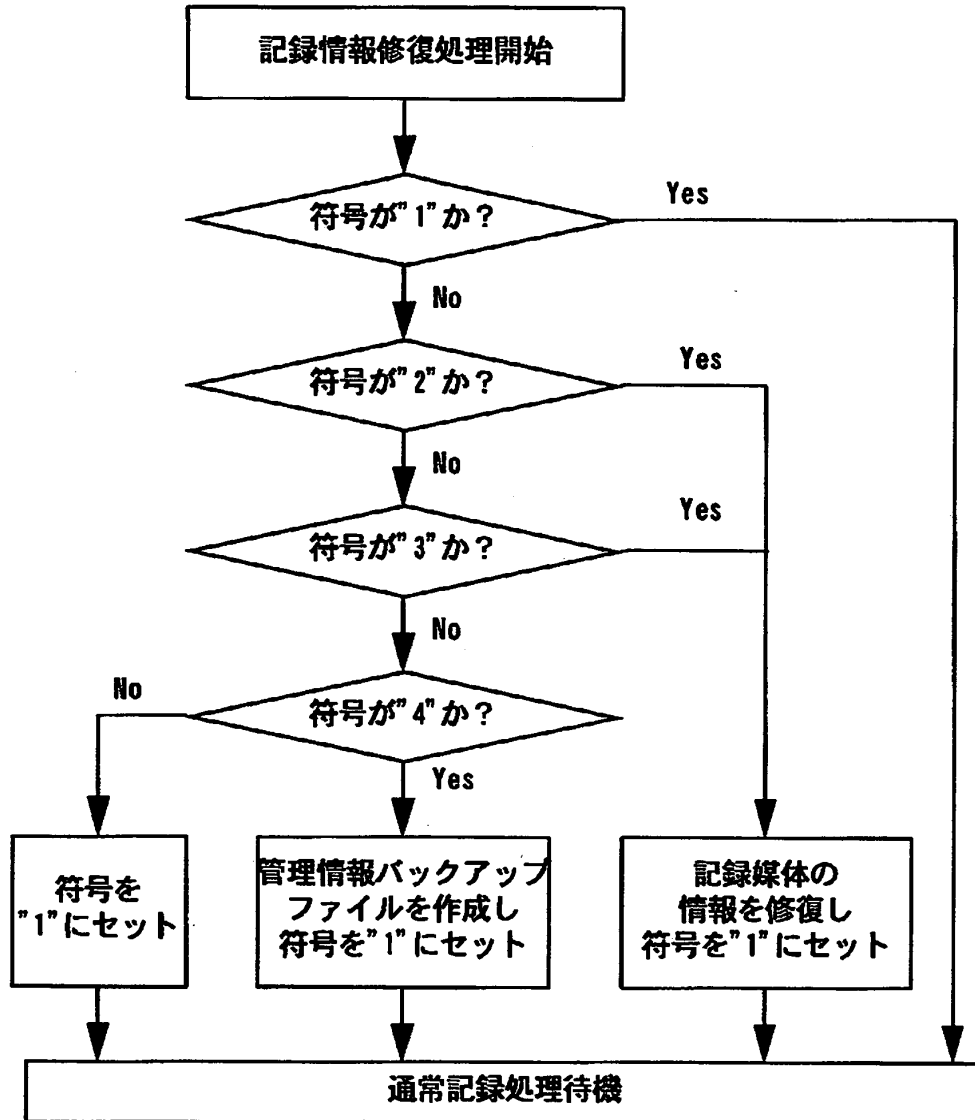 記録情報修復処理開始
符号が"1"か？
Yes
No
符号が"2"か？
Yes
No
符号が"3"か？
Yes
No
符号が"4"か？
No
Yes
符号を
"1"にセット
管理情報バックアップ
ファイルを作成し
符号を"1"にセット
記録媒体の
情報を修復し
符号を"1"にセット
通常記録処理待機